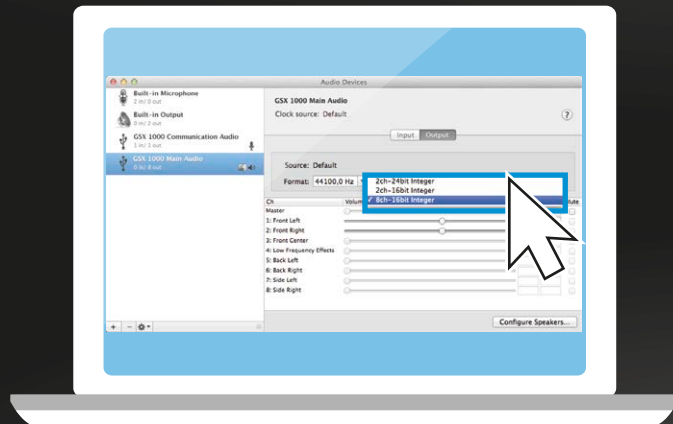 Audio Devices
Built-in Microphone
2 in/ 0 out
Built-in Output
0 in/ 2 out
GSX 1000 Communication Audio
1 in/ 2 out
GSX 1000 Main Audio
0 in/ 8 out
GSX 1000 Main Audio
Clock source: Default
?
Input Output
Source: Default
Format: 44100,0 Hz
2ch-24bit Integer
2ch-16bit Integer
✓ 8ch-16bit Integer
Ch
Master
1: Front Left
2: Front Right
3: Front Center
4: Low Frequency Effects
5: Back Left
6: Back Right
7: Side Left
8: Side Right
Configure Speakers...
+ -